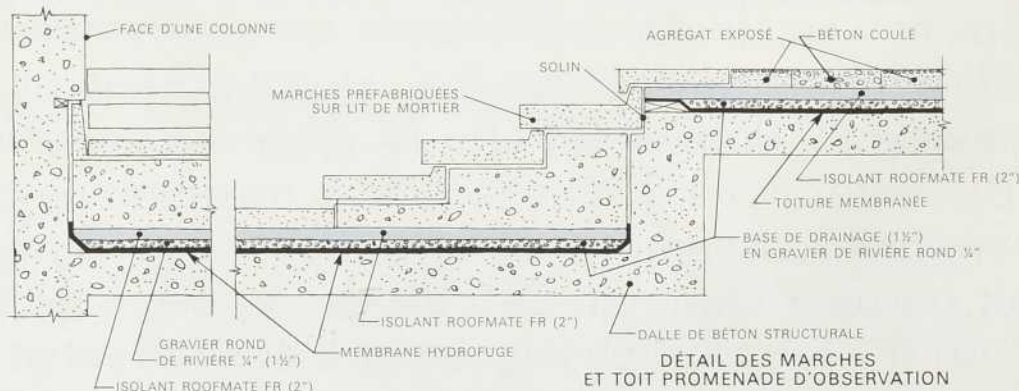 FACE D'UNE COLONNE
AGRÉGAT EXPOSÉ
BÉTON COULÉ
SOLIN
MARCHES PREFABRIQUÉES
SUR LIT DE MORTIER
ISOLANT ROOFMATE FR (2")
TOITURE MEMBRANÉE
BASE DE DRAINAGE (1½")
EN GRAVIER DE RIVIÈRE ROND ¾"
ISOLANT ROOFMATE FR (2")
DALLE DE BÉTON STRUCTURALE
GRAVIER ROND
DE RIVIÈRE ¾" (1½")
MEMBRANE HYDROFUGE
ISOLANT ROOFMATE FR (2")
DÉTAIL DES MARCHES
ET TOIT PROMENADE D'OBSERVATION